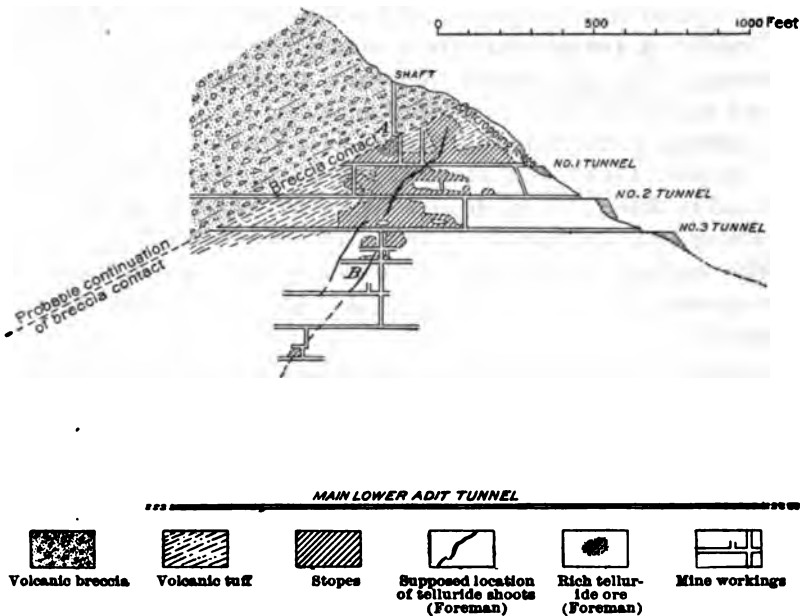 0 500 1000 Feet
SHAFT
A
Breccia contact
NO.1 TUNNEL
NO. 2 TUNNEL
NO.3 TUNNEL
B
Probable continuation
of breccia contact
MAIN LOWER ADIT TUNNEL
Volcanic breccia
Volcanic tuff
Stopes
Supposed location
of telluride shoots
(Foreman)
Rich tellur-
ide ore
(Foreman)
Mine workings